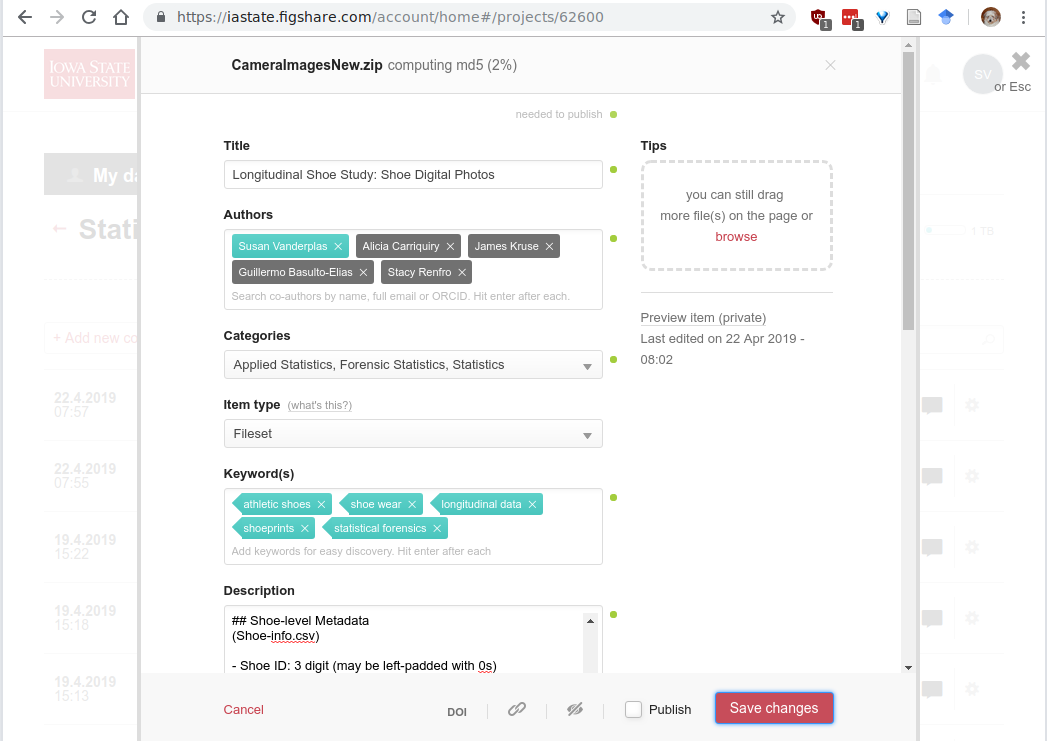 https://iastate.figshare.com/account/home#/projects/62600
1
1
IOWA STATE
UNIVERSITY
CameraImagesNew.zip computing md5 (2%)
SV
or Esc
needed to publish
Title
Tips
Longitudinal Shoe Study: Shoe Digital Photos
My da
you can still drag
more file(s) on the page or
browse
Authors
← Stati
1 TB
Susan Vanderplas × Alicia Carriquiry × James Kruse ×
Guillermo Basulto-Elias × Stacy Renfro ×
Search co-authors by name, full email or ORCID. Hit enter after each.
Preview item (private)
Last edited on 22 Apr 2019 -
08:02
Categories
+ Add new co
Applied Statistics, Forensic Statistics, Statistics
22.4.2019
07:57
Item type (what's this?)
Fileset
22.4.2019
07:55
Keyword(s)
athletic shoes × shoe wear × longitudinal data ×
shoeprints × statistical forensics ×
Add keywords for easy discovery. Hit enter after each
19.4.2019
15:22
Description
19.4.2019
15:18
## Shoe-level Metadata
(Shoe-info.csv)
- Shoe ID: 3 digit (may be left-padded with 0s)
19.4.2019
15:13
Cancel
DOI
Publish
Save changes